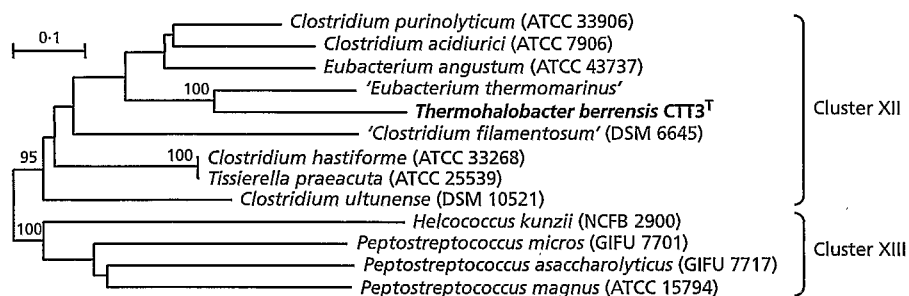 Clostridium purinolyticum (ATCC 33906)
0·1
Clostridium acidiurici (ATCC 7906)
Eubacterium angustum (ATCC 43737)
100
'Eubacterium thermomarinus'
Thermohalobacter berrensis CTT3T
Cluster XII
'Clostridium filamentosum' (DSM 6645)
95
100
Clostridium hastiforme (ATCC 33268)
Tissierella praeacuta (ATCC 25539)
Clostridium ultunense (DSM 10521)
Helcococcus kunzii (NCFB 2900)
100
Peptostreptococcus micros (GIFU 7701)
Cluster XIII
Peptostreptococcus asaccharolyticus (GIFU 7717)
Peptostreptococcus magnus (ATCC 15794)